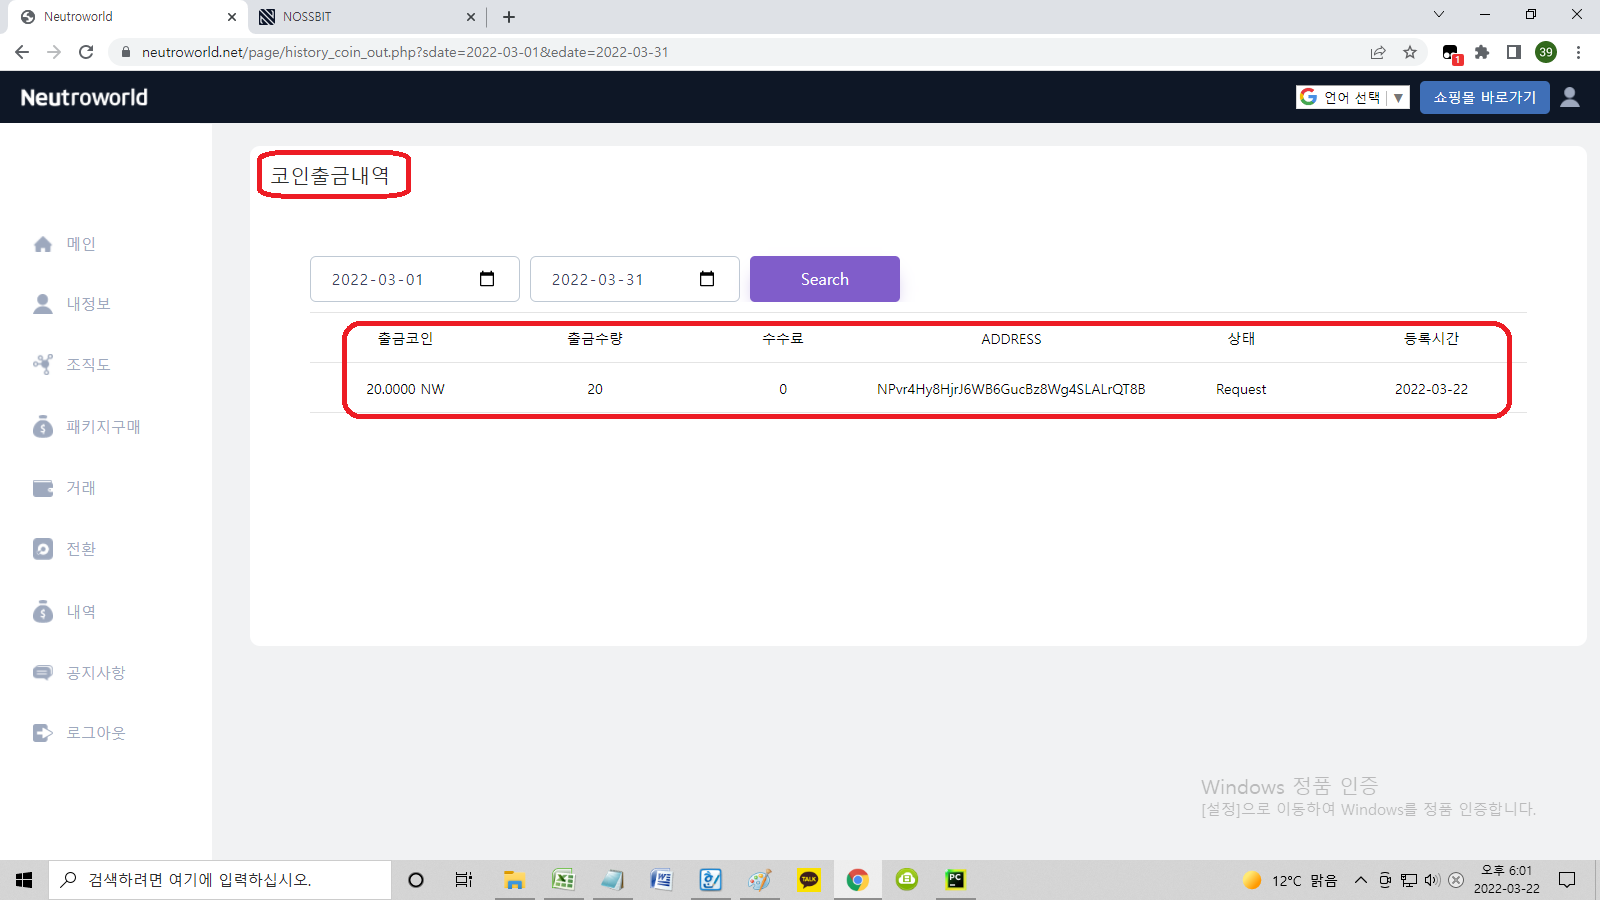 Neutroworld
NOSSBIT
neutroworld.net/page/history_coin_out.php?sdate=2022-03-01&edate=2022-03-31
1
39
Neutroworld
언어 선택 ▼
쇼핑몰 바로가기
코인출금내역
메인
내정보
조직도
패키지구매
거래
전환
내역
공지사항
로그아웃
2022-03-01
2022-03-31
Search
출금코인 출금수량 수수료 ADDRESS 상태 등록시간
20.0000 NW 20 0 NPvr4Hy8HjrJ6WB6GucBz8Wg4SLALrQT8B Request 2022-03-22
Windows 정품 인증
[설정]으로 이동하여 Windows를 정품 인증합니다.
검색하려면 여기에 입력하십시오.
TALK
PC
12°C 맑음
오후 6:01
2022-03-22